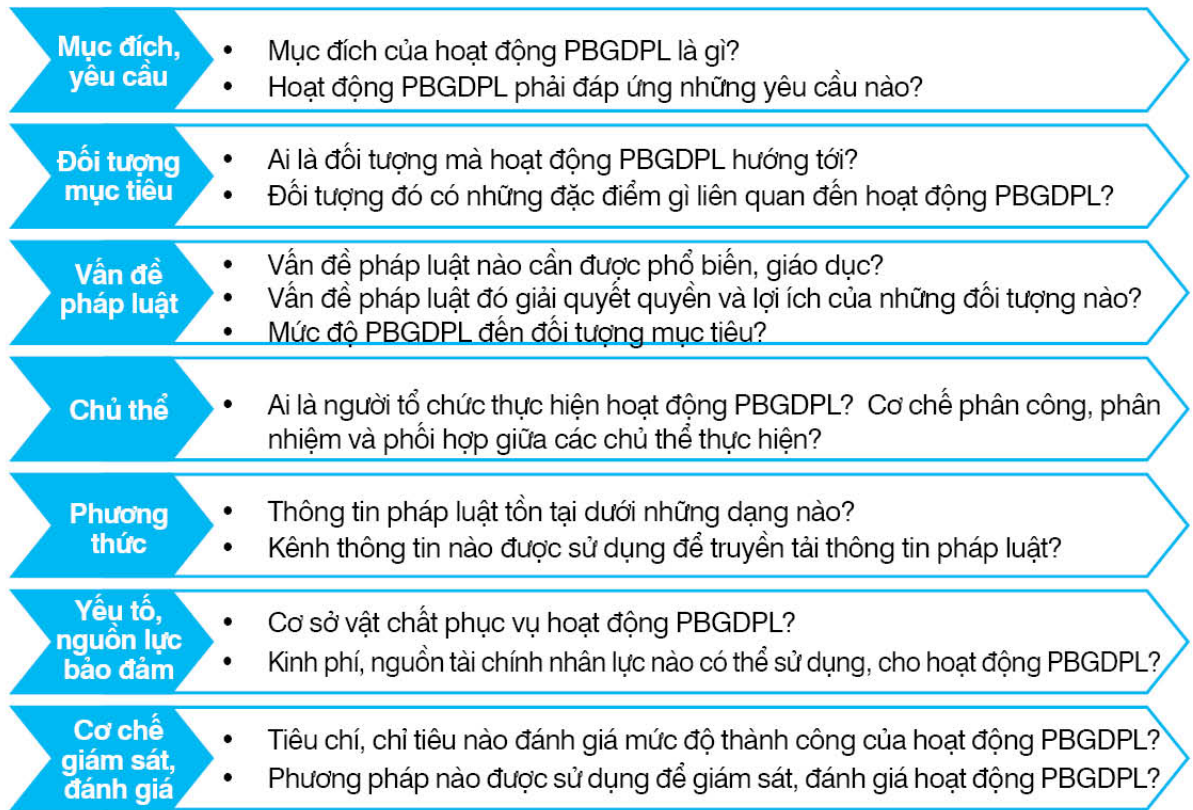 Mục đích,
yêu cầu
• Mục đích của hoạt động PBGDPL là gì?
• Hoạt động PBGDPL phải đáp ứng những yêu cầu nào?
Đối tượng
mục tiêu
• Ai là đối tượng mà hoạt động PBGDPL hướng tới?
• Đối tượng đó có những đặc điểm gì liên quan đến hoạt động PBGDPL?
Vấn đề
pháp luật
• Vấn đề pháp luật nào cần được phổ biến, giáo dục?
• Vấn đề pháp luật đó giải quyết quyền và lợi ích của những đối tượng nào?
• Mức độ PBGDPL đến đối tượng mục tiêu?
Chủ thể
• Ai là người tổ chức thực hiện hoạt động PBGDPL? Cơ chế phân công, phân
nhiệm và phối hợp giữa các chủ thể thực hiện?
Phương
thức
• Thông tin pháp luật tồn tại dưới những dạng nào?
• Kênh thông tin nào được sử dụng để truyền tải thông tin pháp luật?
Yếu tố,
nguồn lực
bảo đảm
• Cơ sở vật chất phục vụ hoạt động PBGDPL?
• Kinh phí, nguồn tài chính nhân lực nào có thể sử dụng, cho hoạt động PBGDPL?
Cơ chế
giám sát,
đánh giá
• Tiêu chí, chỉ tiêu nào đánh giá mức độ thành công của hoạt động PBGDPL?
• Phương pháp nào được sử dụng để giám sát, đánh giá hoạt động PBGDPL?